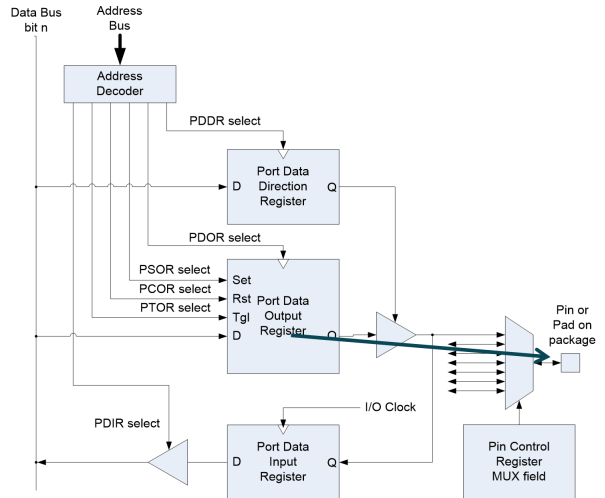 Data Bus
bit n
Address
Bus
Address
Decoder
PDDR select
D
Port Data
Direction
Register
Q
PDOR select
PSOR select
Set
PCOR select
Rst
PTOR select
Tgl
D
Port Data
Output
Register
Q
Pin or
Pad on
package
I/O Clock
PDIR select
D
Port Data
Input
Register
Q
Pin Control
Register
MUX field